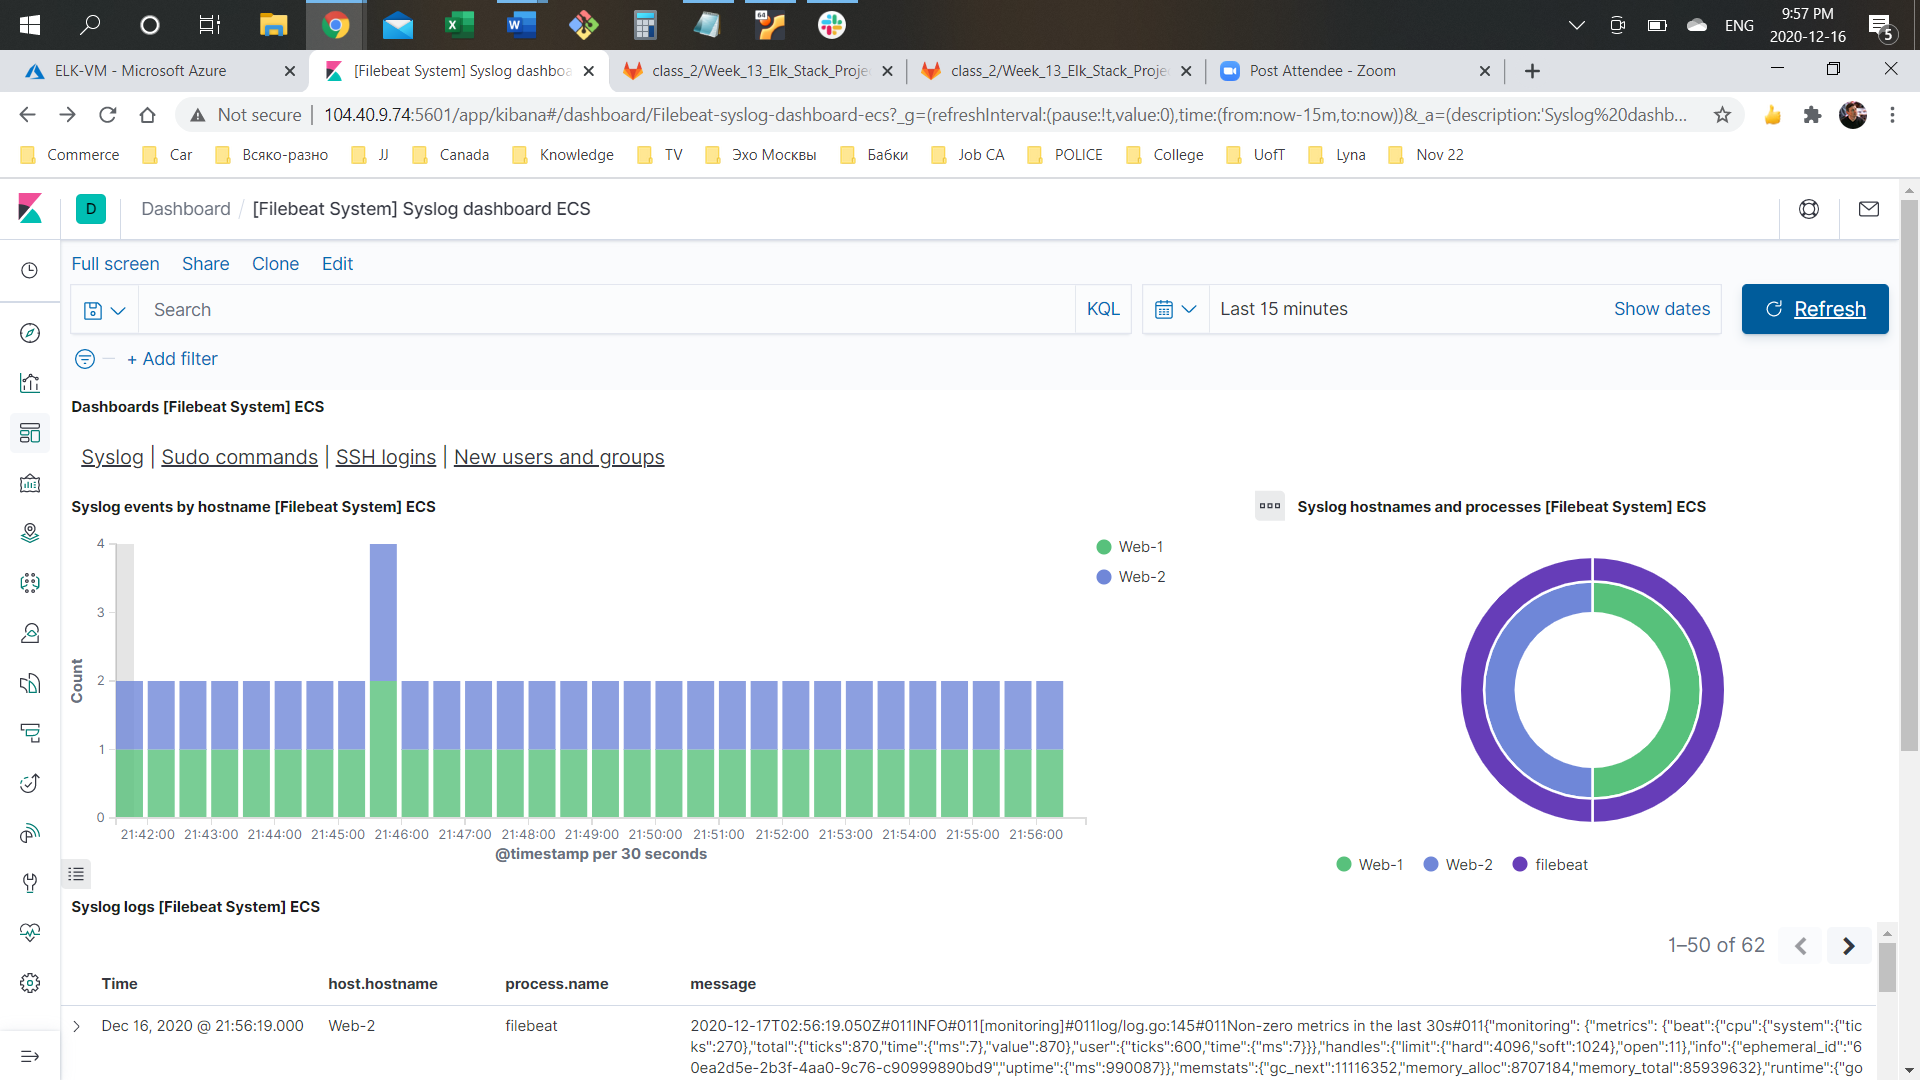 9:57 PM
ENG
2020-12-16
5
64
ELK-VM - Microsoft Azure
[Filebeat System] Syslog dashboa
class_2/Week_13_Elk_Stack_Proje
class_2/Week_13_Elk_Stack_Proje
Post Attendee - Zoom
Not secure | 104.40.9.74:5601/app/kibana#/dashboard/Filebeat-syslog-dashboard-ecs?_g=(refreshInterval:(pause:!t,value:0),time:(from:now-15m,to:now))&_a=(description:'Syslog%20dashb...
Commerce Car Всяко-разно JJ Canada Knowledge TV Эхо Москвы Бабки Job CA POLICE College UofT Lyna Nov 22
D Dashboard / [Filebeat System] Syslog dashboard ECS
Full screen Share Clone Edit
Search KQL Last 15 minutes Show dates Refresh
+ Add filter
Dashboards [Filebeat System] ECS
Syslog | Sudo commands | SSH logins | New users and groups
Syslog events by hostname [Filebeat System] ECS
4
3
2
1
0
Count
21:42:00 21:43:00 21:44:00 21:45:00 21:46:00 21:47:00 21:48:00 21:49:00 21:50:00 21:51:00 21:52:00 21:53:00 21:54:00 21:55:00 21:56:00
@timestamp per 30 seconds
Web-1
Web-2
Syslog hostnames and processes [Filebeat System] ECS
Web-1 Web-2 filebeat
Syslog logs [Filebeat System] ECS
1–50 of 62
Time host.hostname process.name message
Dec 16, 2020 @ 21:56:19.000 Web-2 filebeat 2020-12-17T02:56:19.050Z#011INFO#011[monitoring]#011log/log.go:145#011Non-zero metrics in the last 30s#011{"monitoring": {"metrics": {"beat":{"cpu":{"system":{"tic
ks":270},"total":{"ticks":870,"time":{"ms":7},"value":870},"user":{"ticks":600,"time":{"ms":7}}},"handles":{"limit":{"hard":4096,"soft":1024},"open":11},"info":{"ephemeral_id":"6
0ea2d5e-2b3f-4aa0-9c76-c90999890bd9","uptime":{"ms":990087}},"memstats":{"gc_next":11116352,"memory_alloc":8707184,"memory_total":85939632},"runtime":{"go